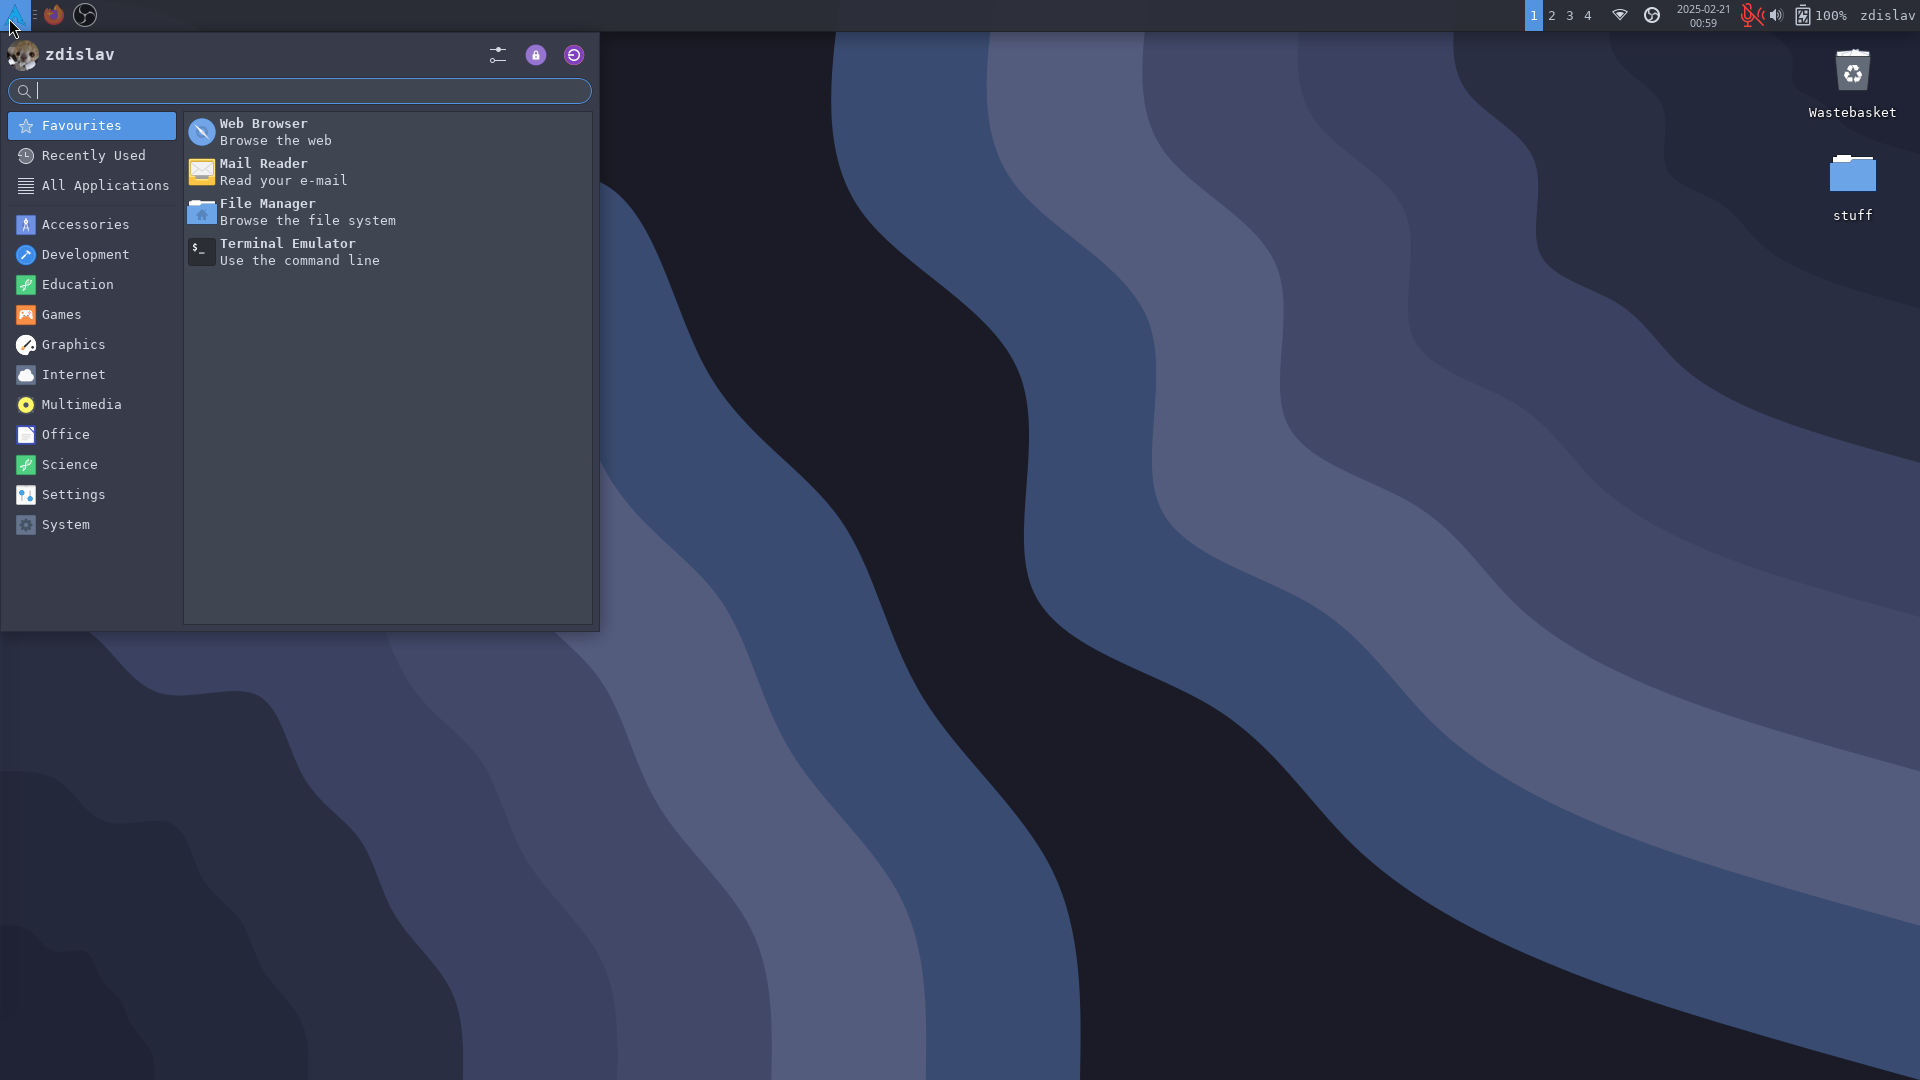 1 2 3 4
2025-02-21
00:59
100%
zdislav
zdislav
Favourites
Recently Used
All Applications
Accessories
Development
Education
Games
Graphics
Internet
Multimedia
Office
Science
Settings
System
Web Browser
Browse the web
Mail Reader
Read your e-mail
File Manager
Browse the file system
$_
Terminal Emulator
Use the command line
Wastebasket
stuff